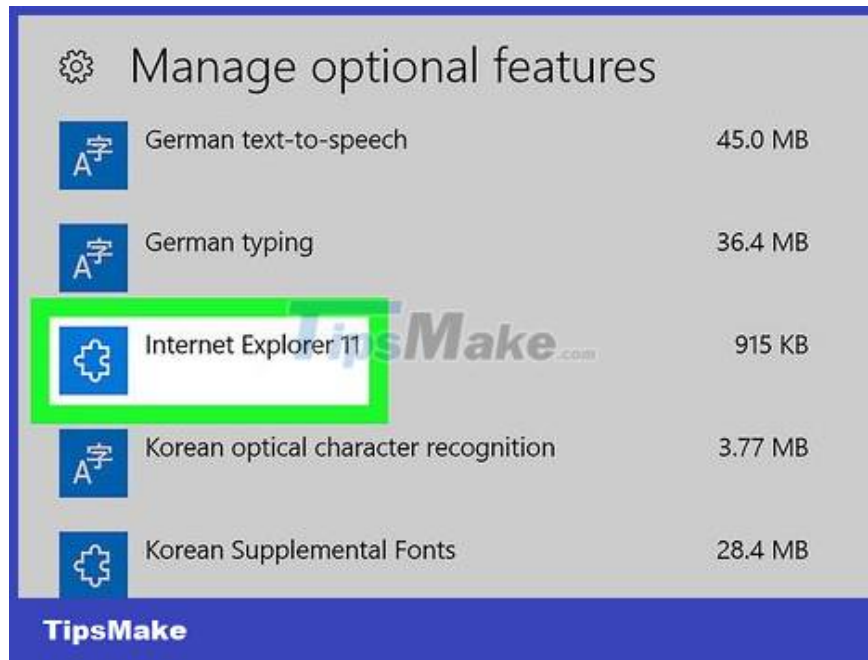 Manage optional features
German text-to-speech 45.0 MB
German typing 36.4 MB
TipsMake.com
Internet Explorer 11 915 KB
Korean optical character recognition 3.77 MB
Korean Supplemental Fonts 28.4 MB
TipsMake